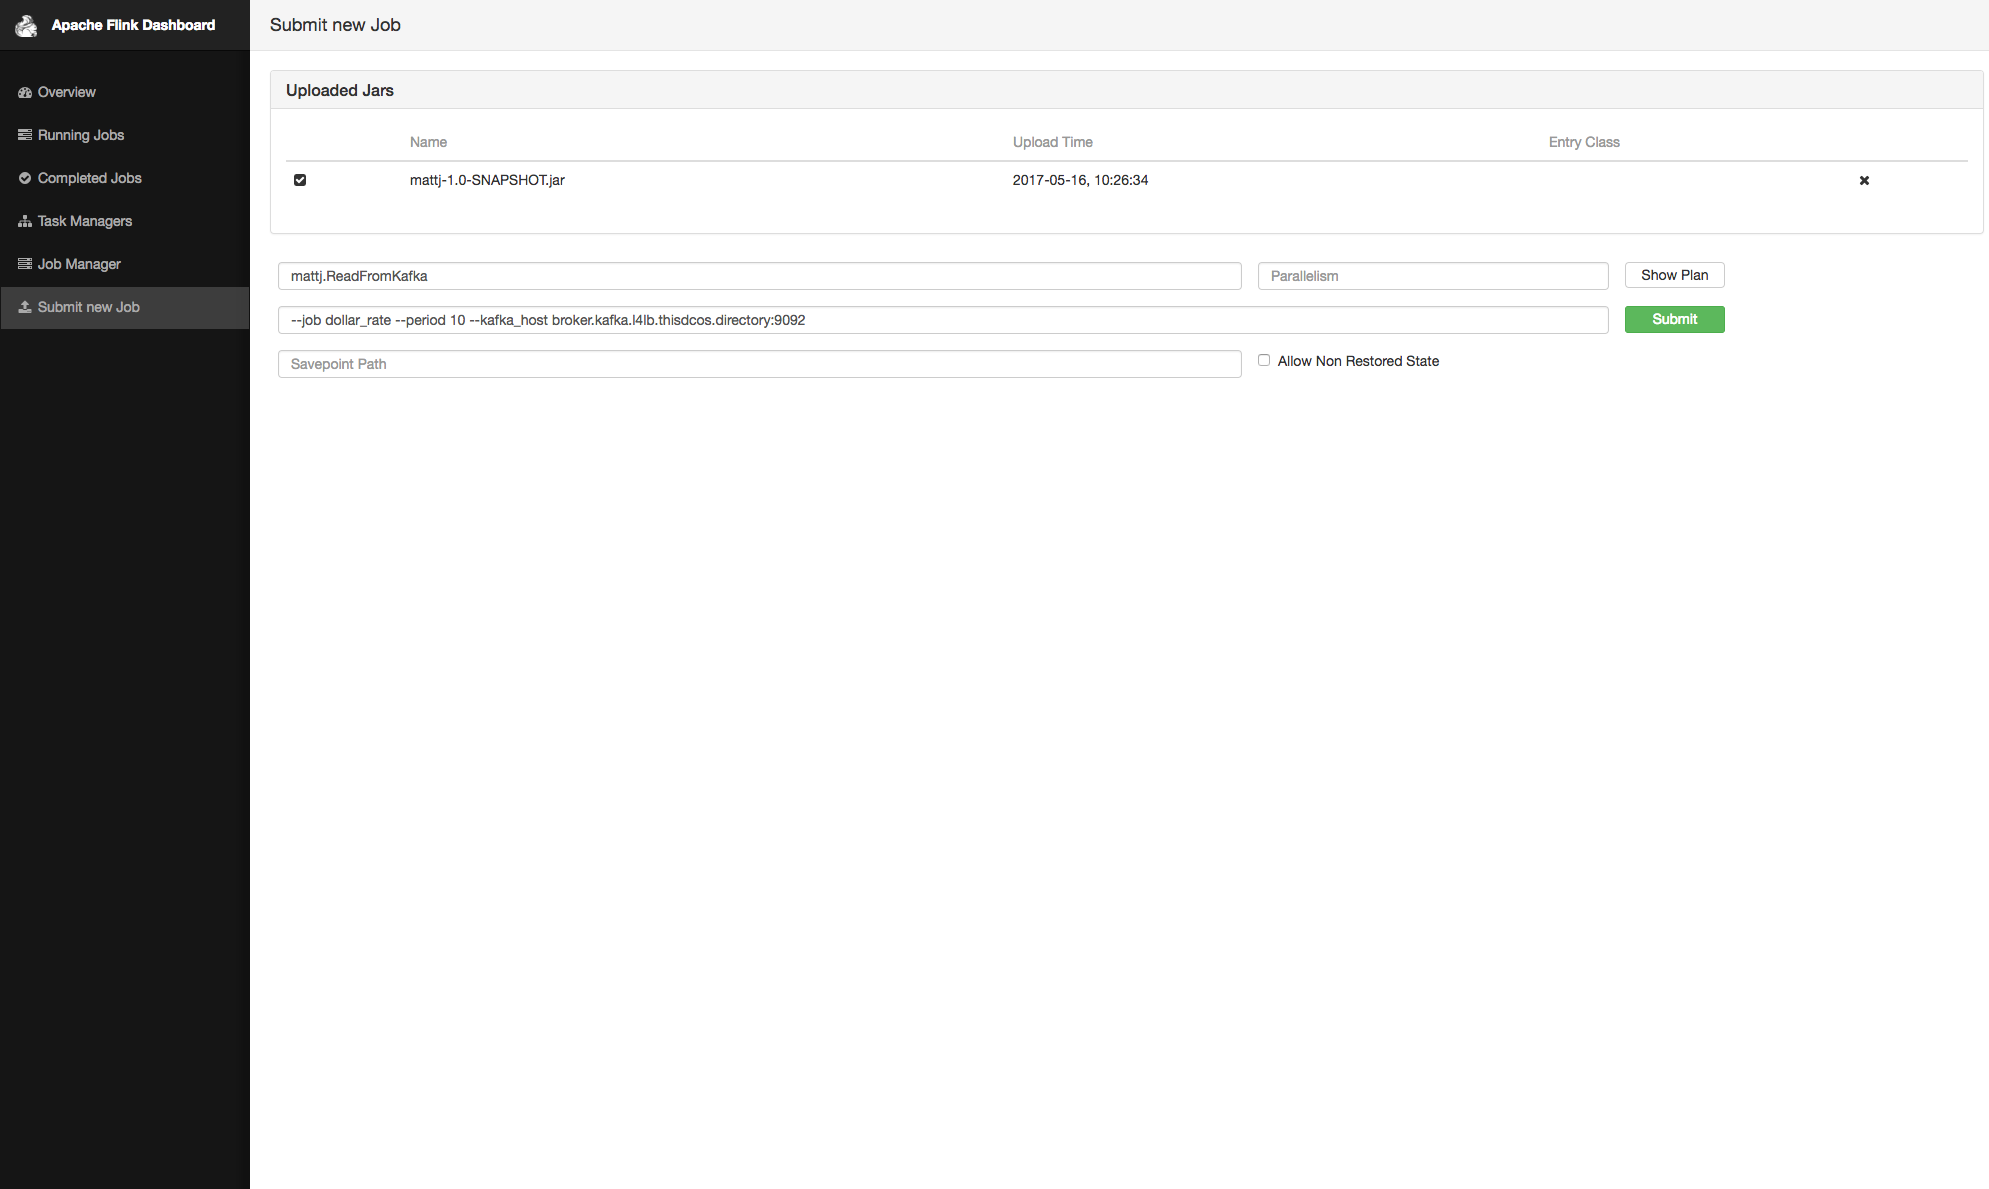 Apache Flink Dashboard
Submit new Job
Overview
Running Jobs
Completed Jobs
Task Managers
Job Manager
Submit new Job
Uploaded Jars
Name Upload Time Entry Class
mattj-1.0-SNAPSHOT.jar 2017-05-16, 10:26:34
mattj.ReadFromKafka Parallelism Show Plan
--job dollar_rate --period 10 --kafka_host broker.kafka.l4lb.thisdcos.directory:9092 Submit
Savepoint Path Allow Non Restored State